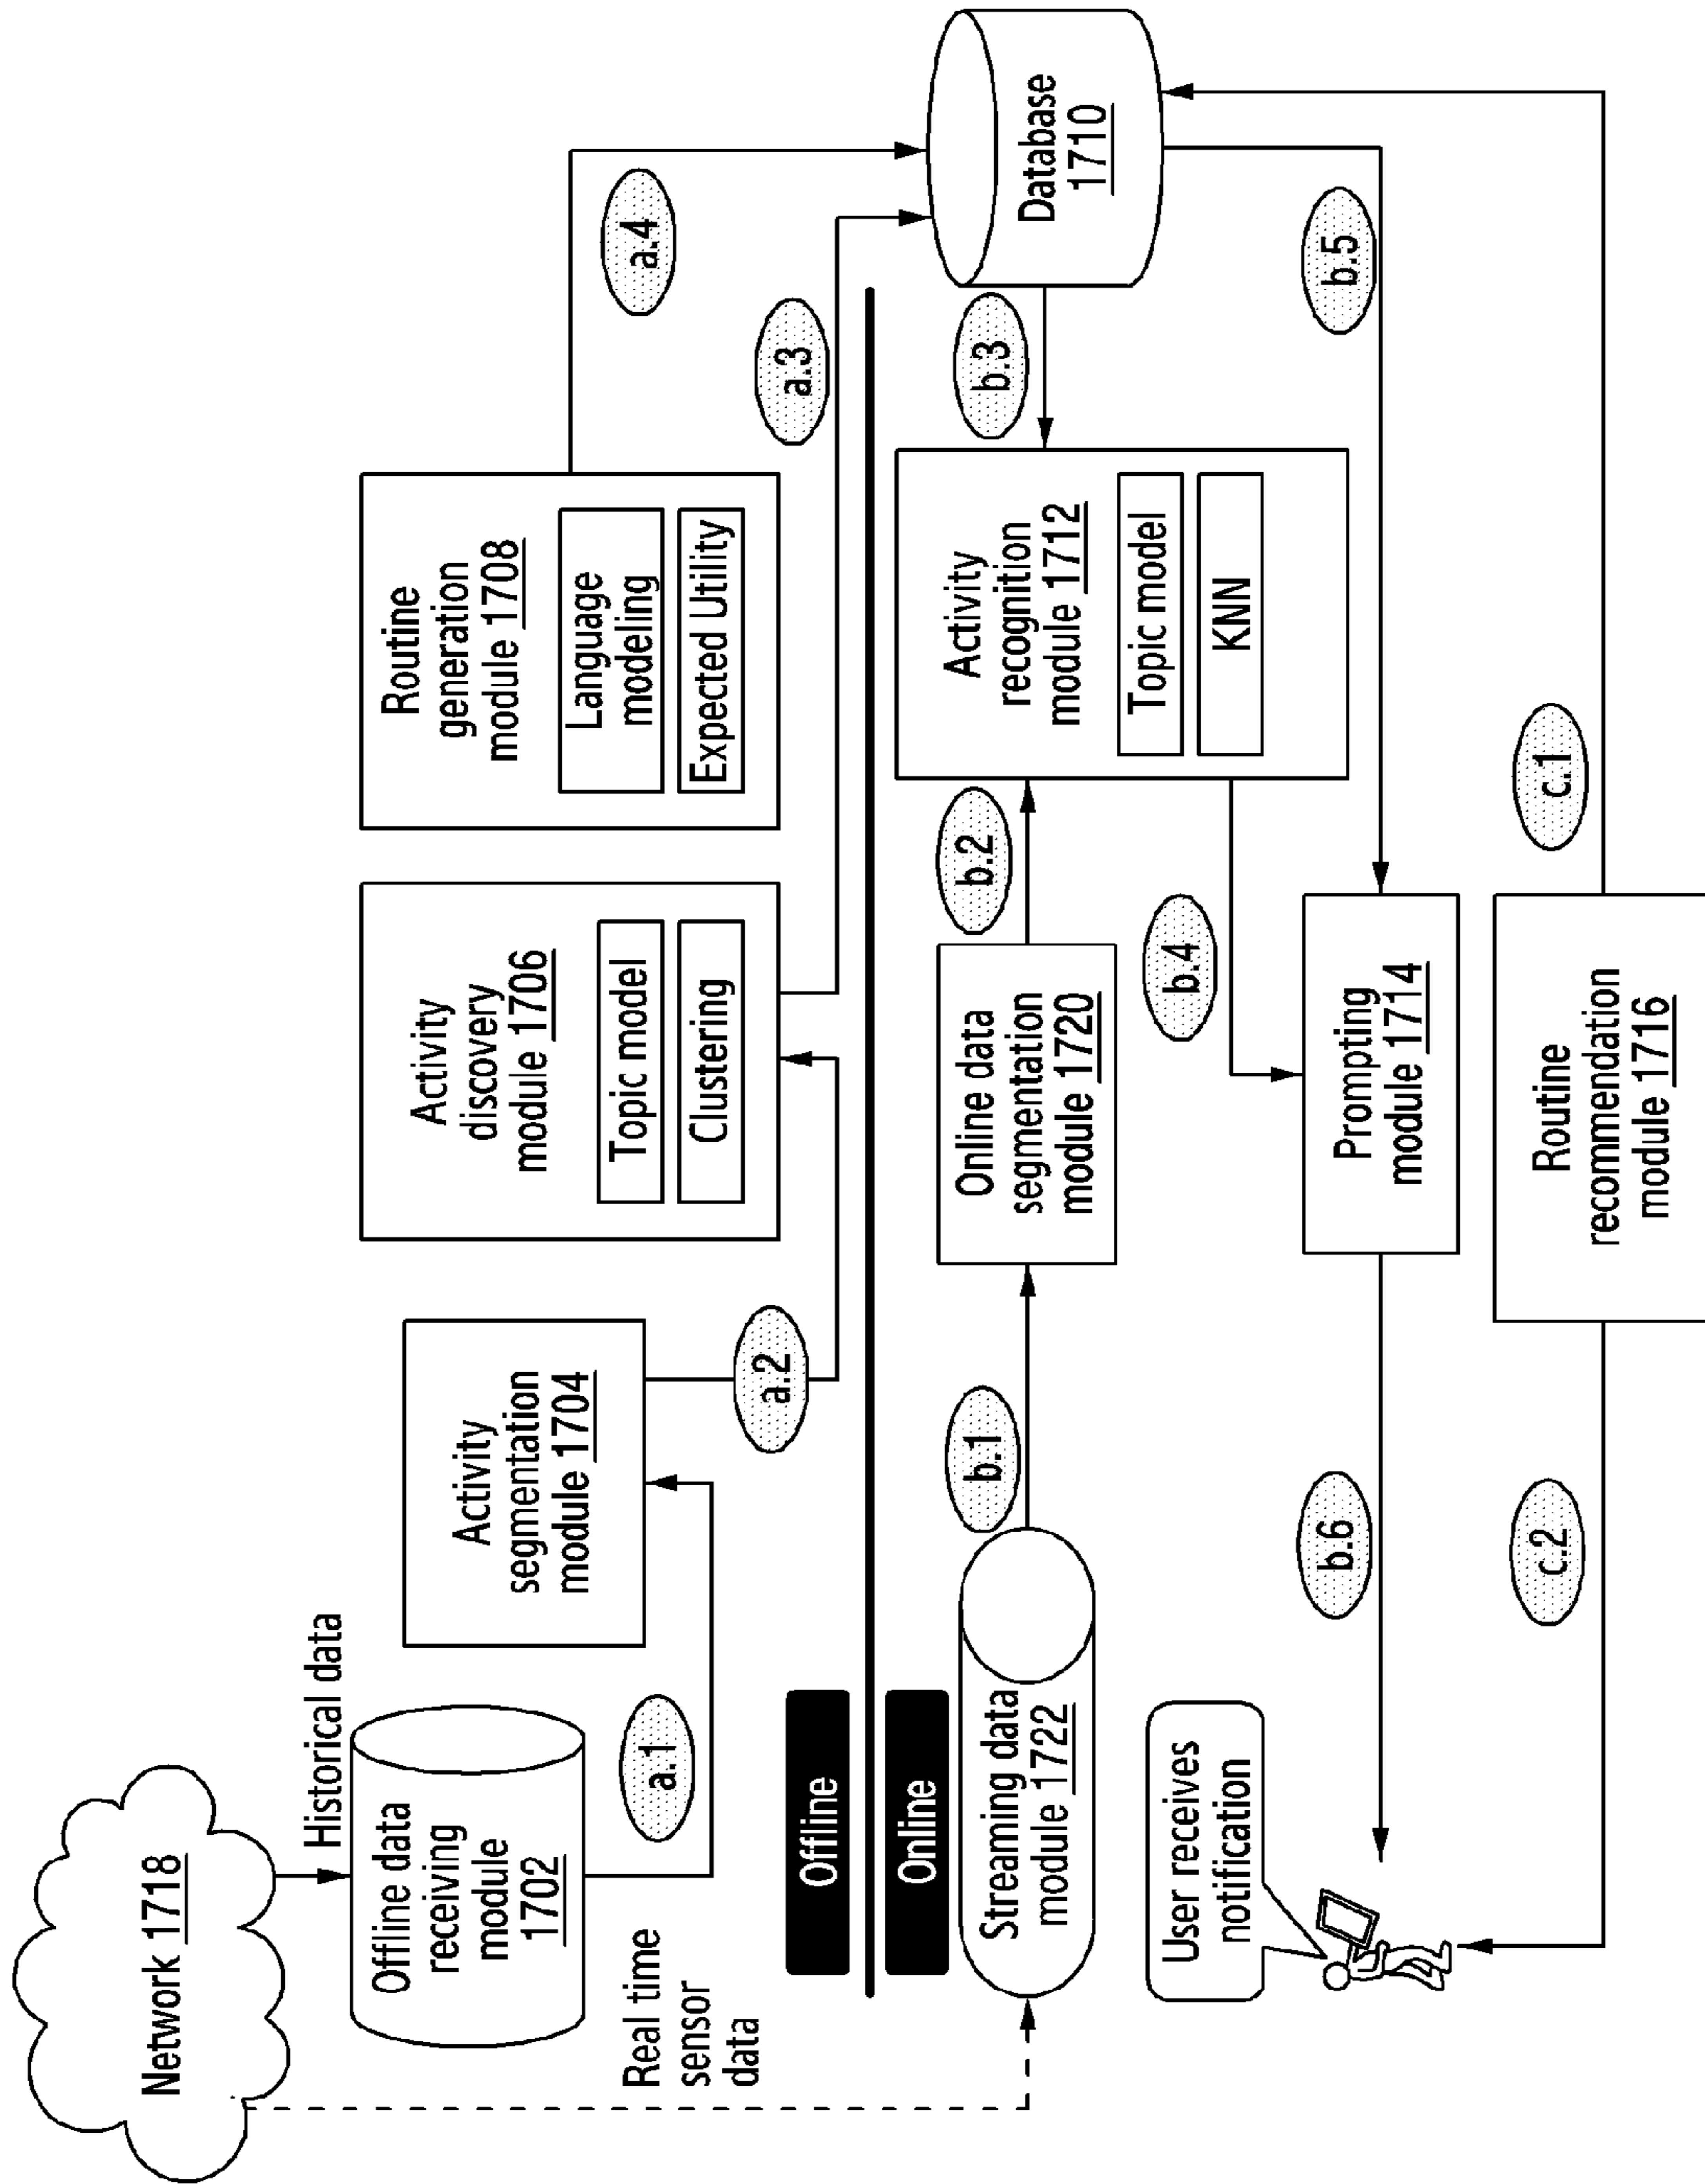 Network 1718
Historical data
Offline data
receiving
module
1702
Real time
sensor
data
a.1
Activity
segmentation
module 1704
a.2
Activity
discovery
module 1706
Topic model
Clustering
a.3
Routine
generation
module 1708
Language
modeling
Expected Utility
a.4
Database
1710
Offline
Online
Streaming data
module 1722
b.1
Online data
segmentation
module 1720
b.2
Activity
recognition
module 1712
Topic model
KNN
b.3
b.4
b.5
Prompting
module 1714
b.6
User receives
notification
Routine
recommendation
module 1716
c.1
c.2